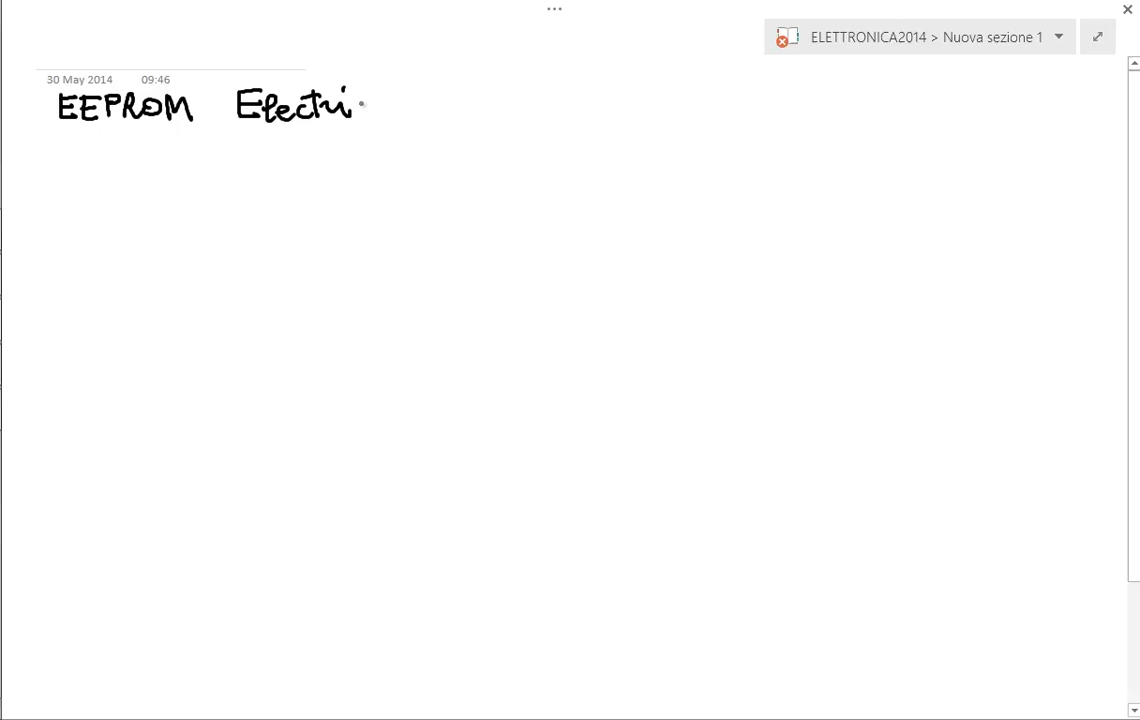 ...
ELETTRONICA2014 > Nuova sezione 1
30 May 2014 09:46
EEPROM Electri